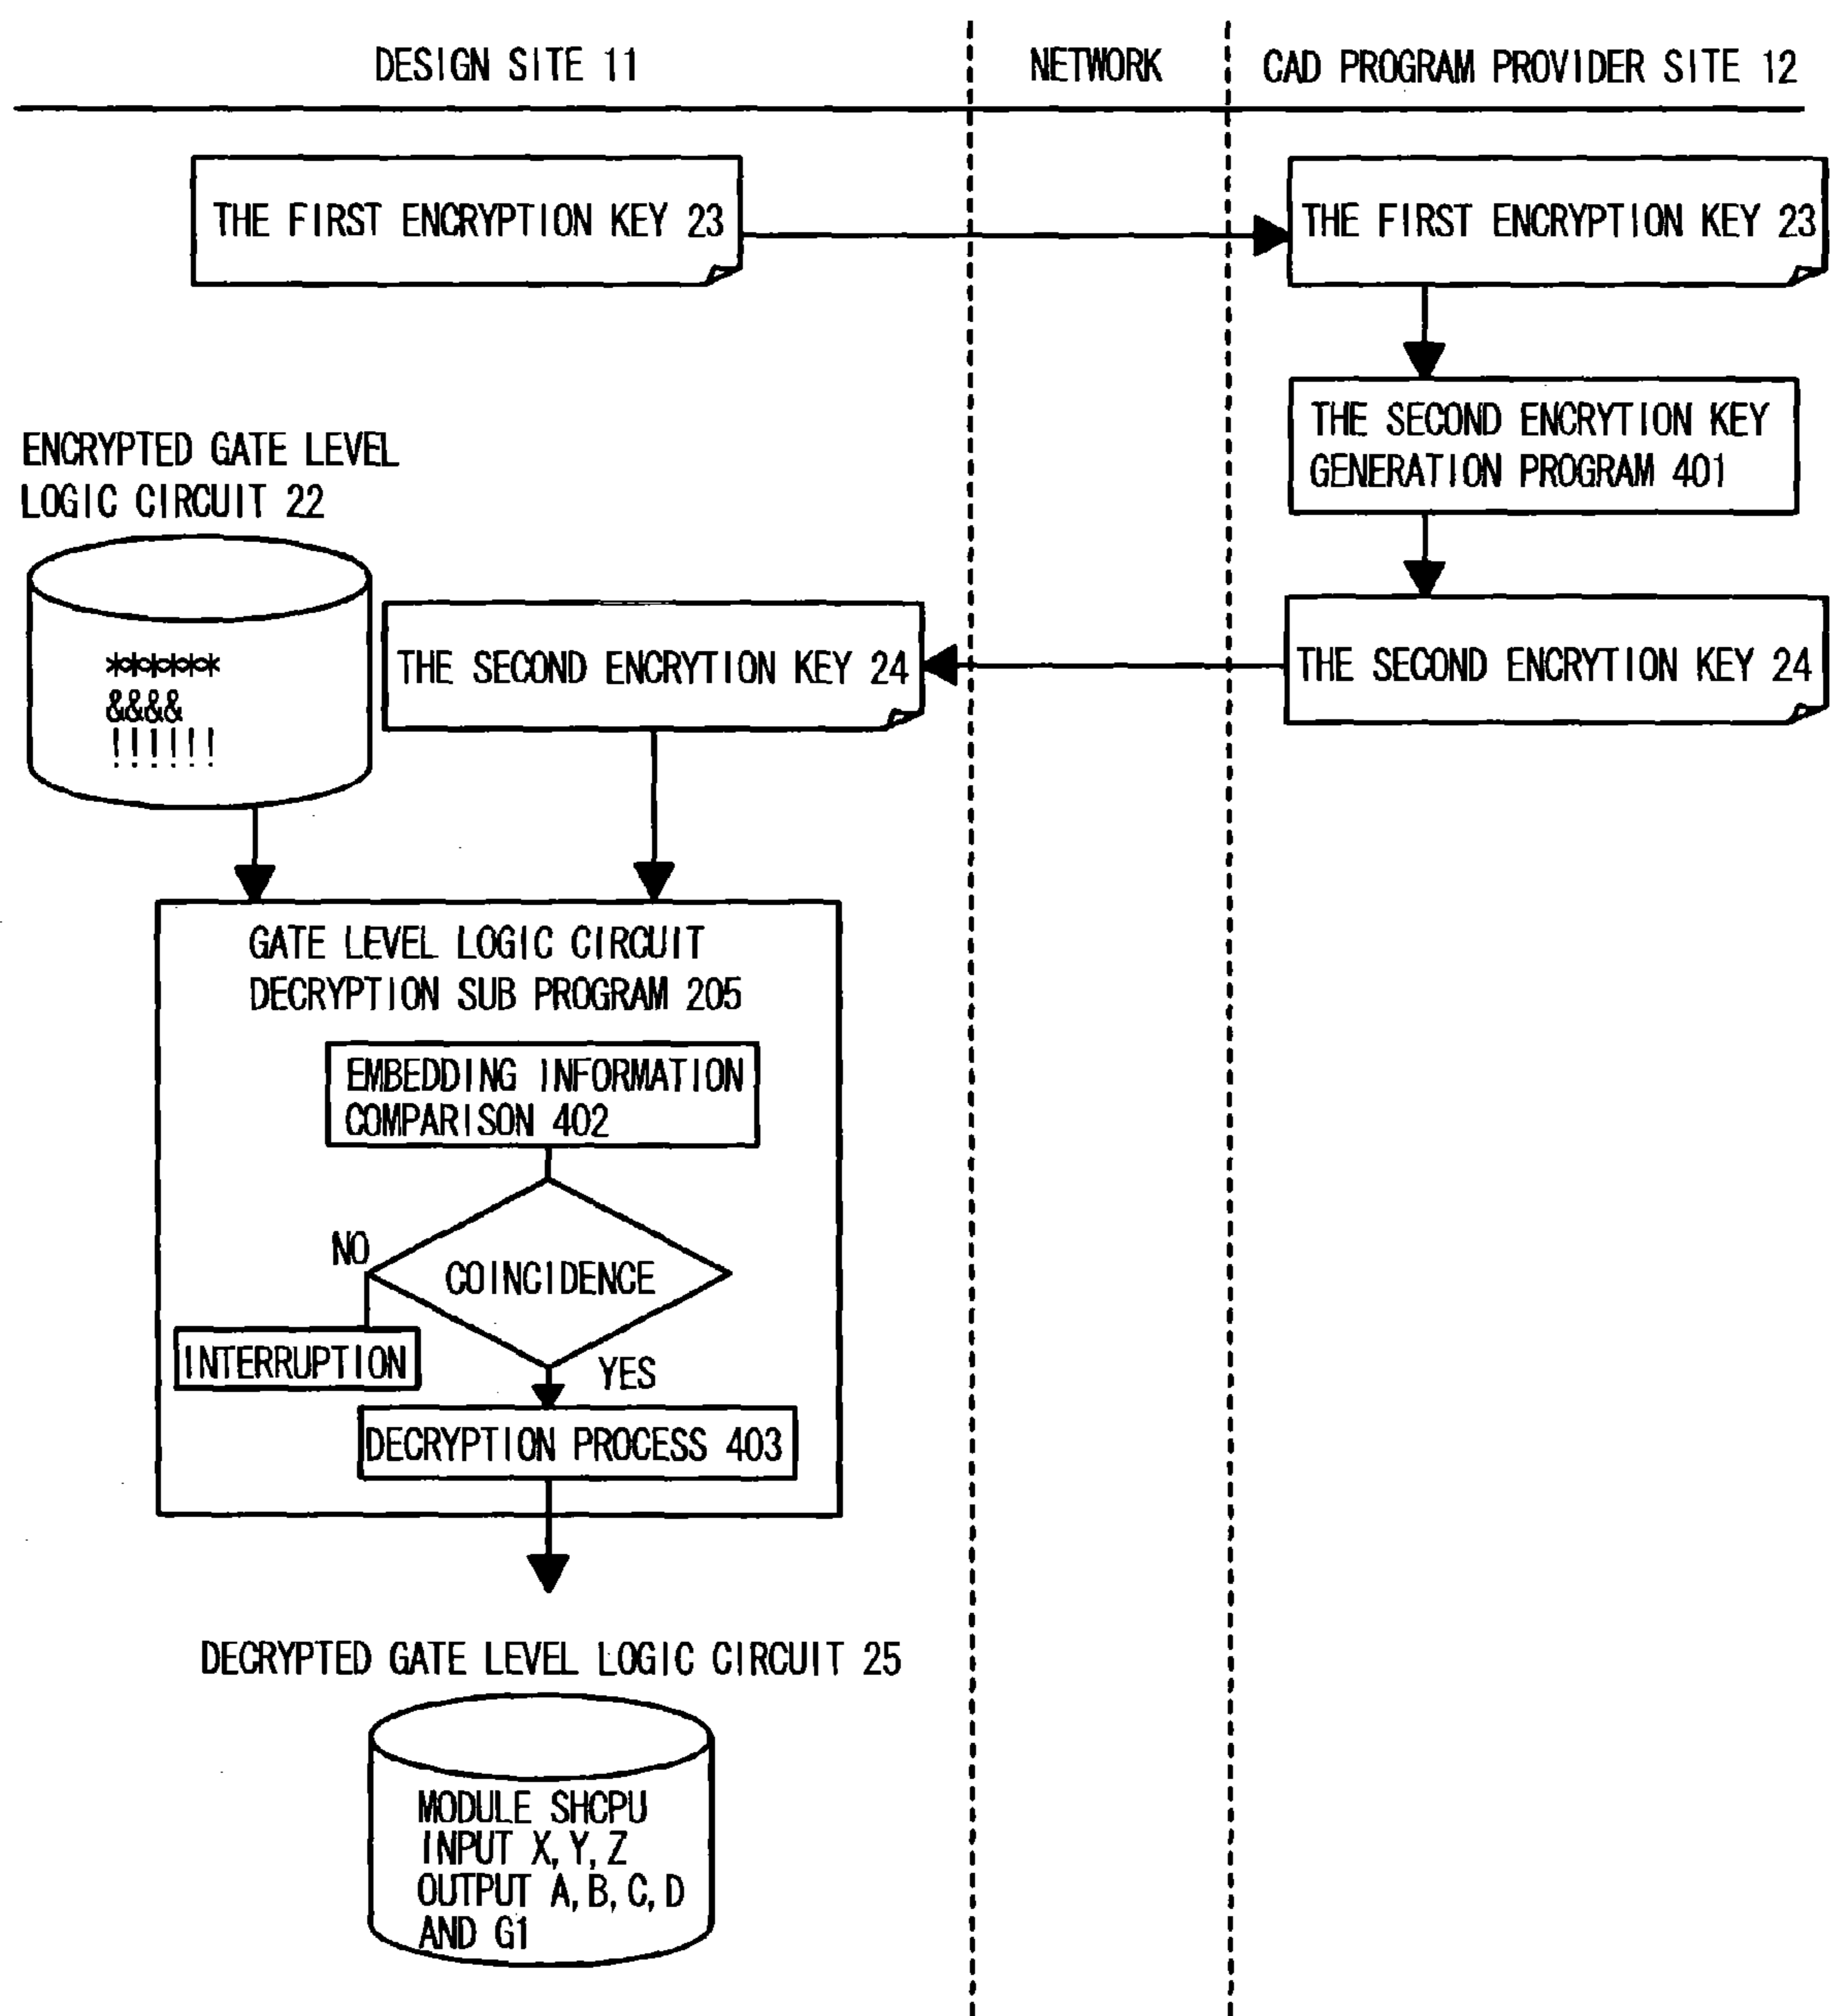 DESIGN SITE 11
NETWORK
CAD PROGRAM PROVIDER SITE 12
THE FIRST ENCRYPTION KEY 23
THE FIRST ENCRYPTION KEY 23
THE SECOND ENCRYTION KEY
GENERATION PROGRAM 401
ENCRYPTED GATE LEVEL
LOGIC CIRCUIT 22
******
&&&&
!!!!!!
THE SECOND ENCRYTION KEY 24
THE SECOND ENCRYTION KEY 24
GATE LEVEL LOGIC CIRCUIT
DECRYPTION SUB PROGRAM 205
EMBEDDING INFORMATION
COMPARISON 402
NO
COINCIDENCE
INTERRUPTION
YES
DECRYPTION PROCESS 403
DECRYPTED GATE LEVEL LOGIC CIRCUIT 25
MODULE SHCPU
INPUT X, Y, Z
OUTPUT A, B, C, D
AND G1